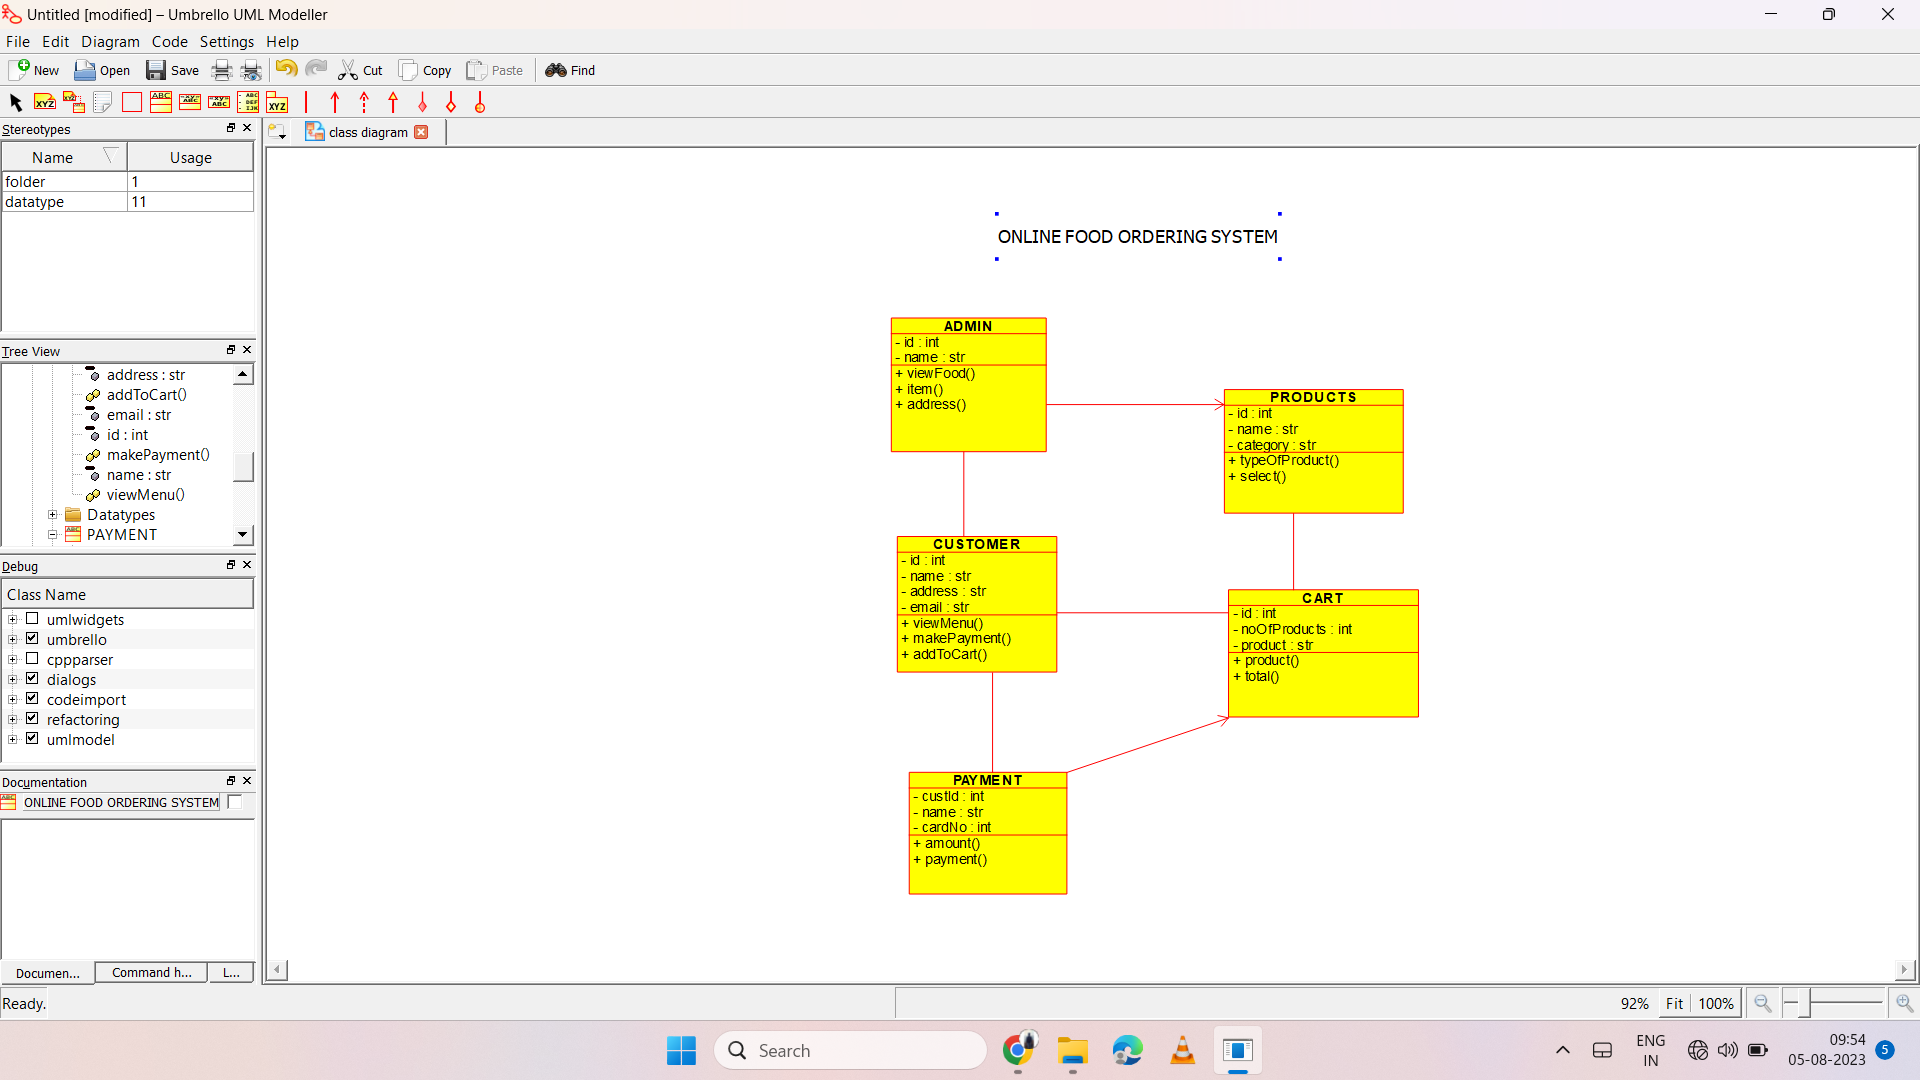 Untitled [modified] – Umbrello UML Modeller
File Edit Diagram Code Settings Help
New Open Save Cut Copy Paste Find
Stereotypes
class diagram
Name Usage
folder 1
datatype 11
Tree View
address : str
addToCart()
email : str
id : int
makePayment()
name : str
viewMenu()
Datatypes
PAYMENT
Debug
Class Name
umlwidgets
umbrello
cppparser
dialogs
codeimport
refactoring
umlmodel
Documentation
ONLINE FOOD ORDERING SYSTEM
Documen... Command h... L...
ONLINE FOOD ORDERING SYSTEM
ADMIN
- id : int
- name : str
+ viewFood()
+ item()
+ address()
PRODUCTS
- id : int
- name : str
- category : str
+ typeOfProduct()
+ select()
CUSTOMER
- id : int
- name : str
- address : str
- email : str
+ viewMenu()
+ makePayment()
+ addToCart()
CART
- id : int
- noOfProducts : int
- product : str
+ product()
+ total()
PAYMENT
- custId : int
- name : str
- cardNo : int
+ amount()
+ payment()
Ready.
92% Fit 100%
Search
ENG
IN
09:54
05-08-2023
5